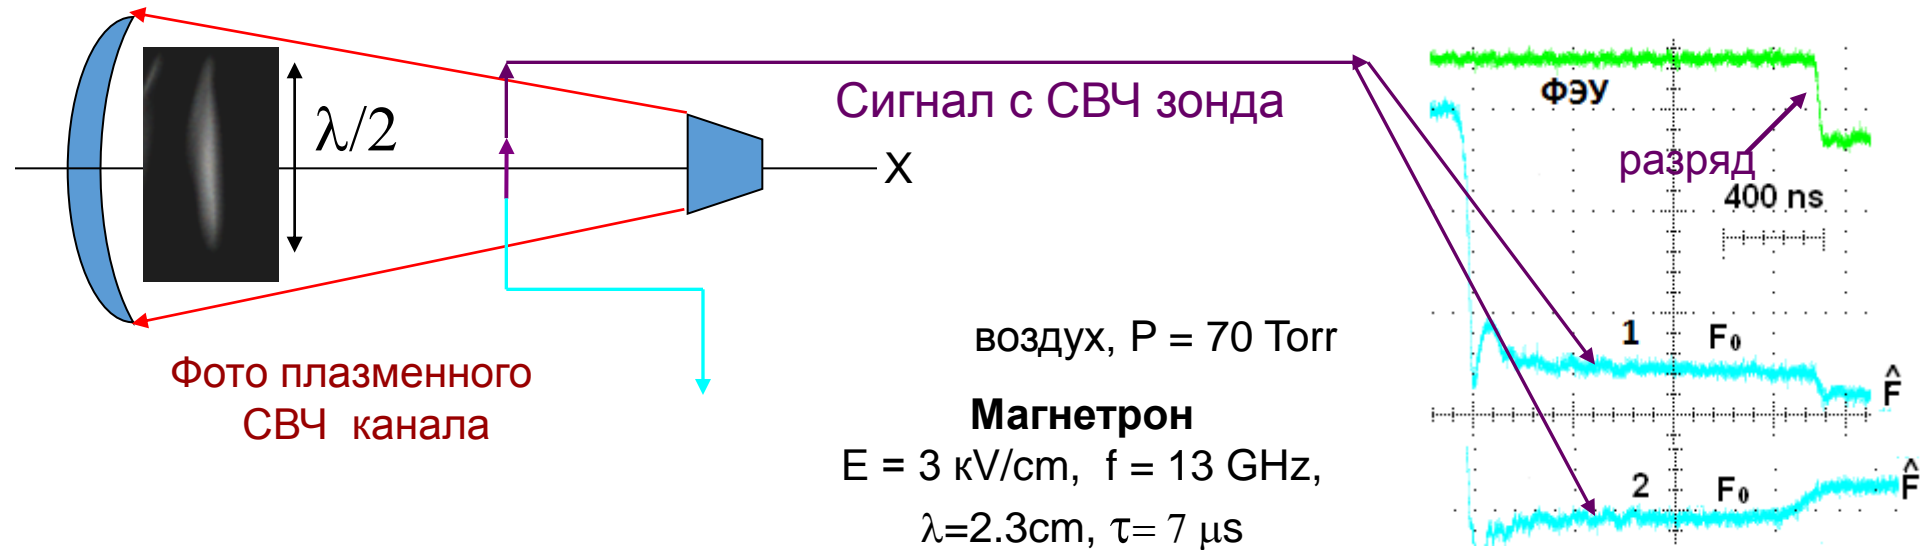 λ/2
X
Сигнал с СВЧ зонда
ФЭУ
разряд
400 ns
Фото плазменного
СВЧ канала
воздух, P = 70 Torr
Магнетрон
E = 3 кV/cm, f = 13 GHz,
λ=2.3cm, τ= 7 μs
1 F₀
F̂
2 F₀
F̂